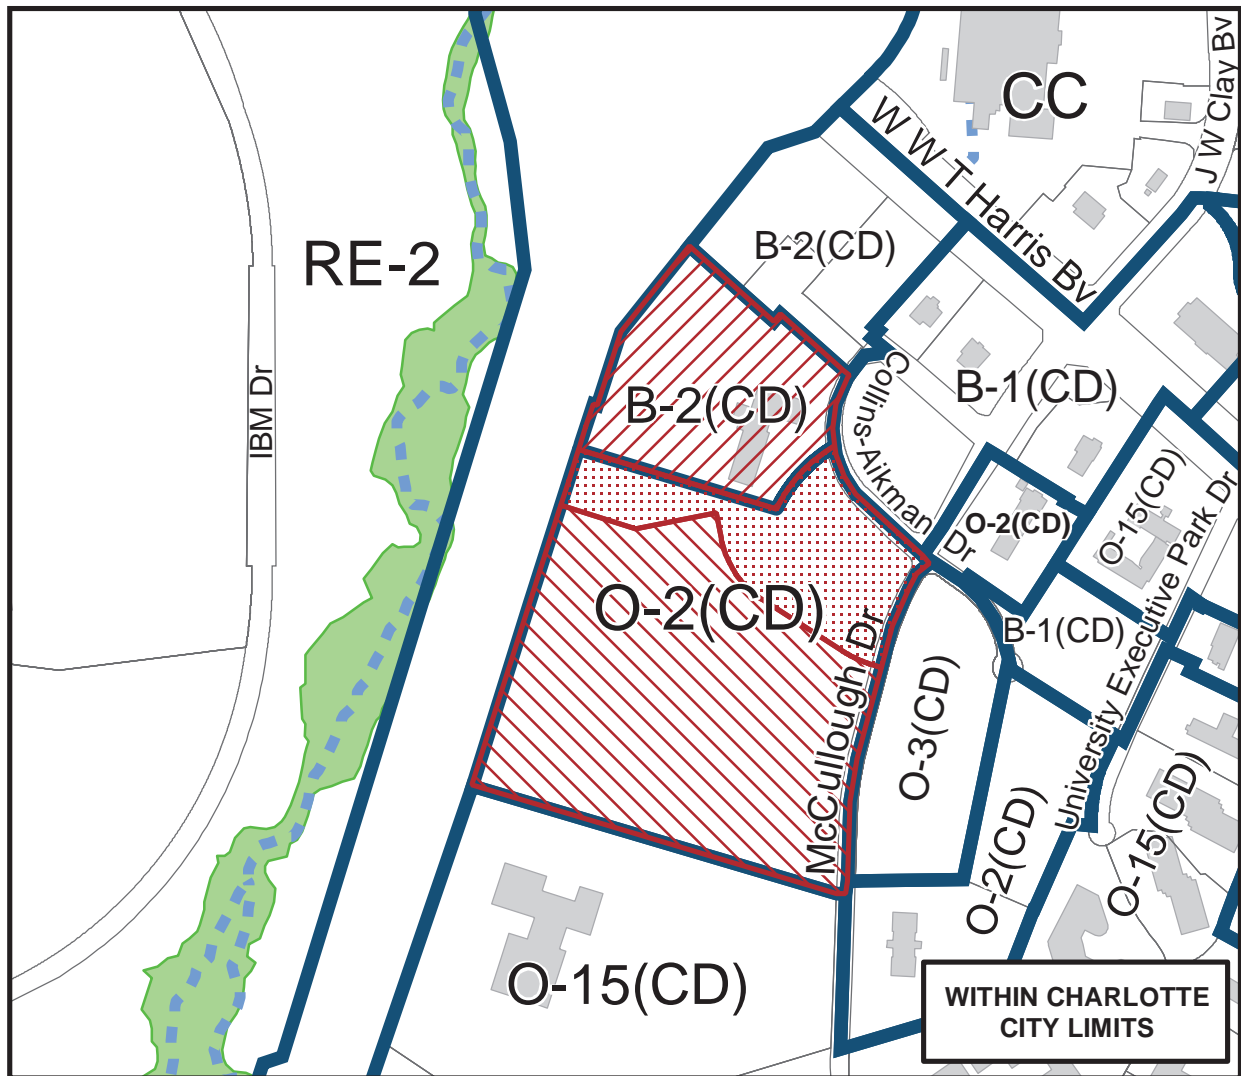 CC
J W Clay Bv
W W T Harris Bv
RE-2
B-2(CD)
IBM Dr
Collins-Aikman Dr
B-1(CD)
B-2(CD)
O-15(CD)
O-2(CD)
University Executive Park Dr
O-2(CD)
McCullough Dr
B-1(CD)
O-3(CD)
O-2(CD)
O-15(CD)
O-15(CD)
WITHIN CHARLOTTE
CITY LIMITS